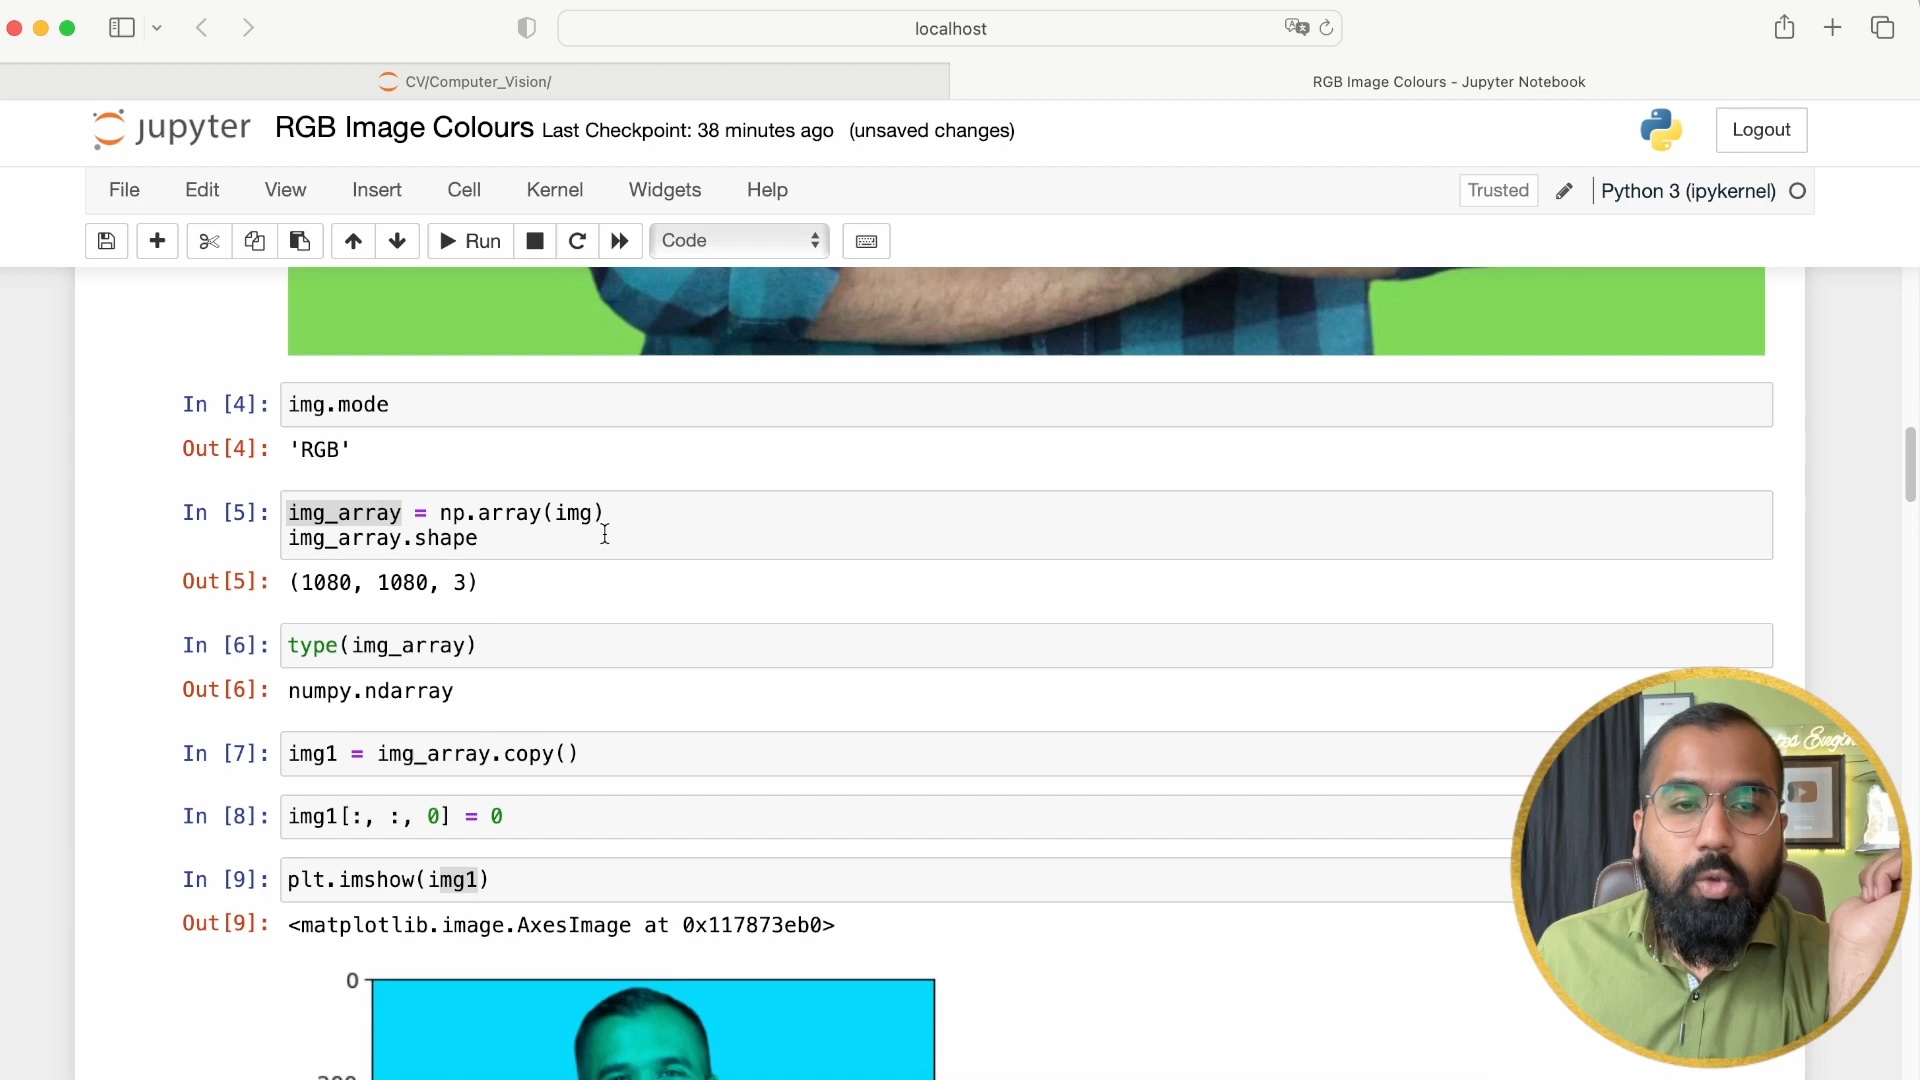 localhost
CV/Computer_Vision/
RGB Image Colours - Jupyter Notebook
jupyter RGB Image Colours Last Checkpoint: 38 minutes ago (unsaved changes)
Logout
File Edit View Insert Cell Kernel Widgets Help
Trusted Python 3 (ipykernel)
Run Code
In [4]: img.mode
Out[4]: 'RGB'
In [5]: img_array = np.array(img)
img_array.shape
Out[5]: (1080, 1080, 3)
In [6]: type(img_array)
Out[6]: numpy.ndarray
In [7]: img1 = img_array.copy()
In [8]: img1[:, :, 0] = 0
In [9]: plt.imshow(img1)
Out[9]: <matplotlib.image.AxesImage at 0x117873eb0>
0